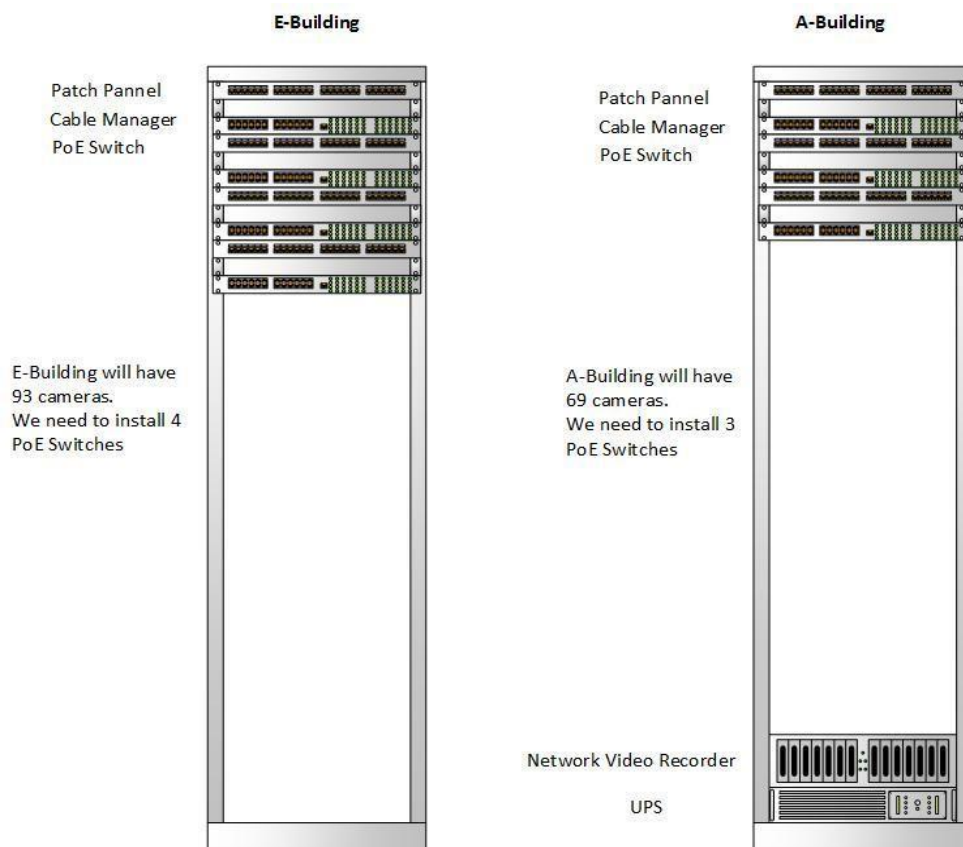 E-Building
A-Building
Patch Pannel
Cable Manager
PoE Switch
Patch Pannel
Cable Manager
PoE Switch
E-Building will have
93 cameras.
We need to install 4
PoE Switches
A-Building will have
69 cameras.
We need to install 3
PoE Switches
Network Video Recorder
UPS